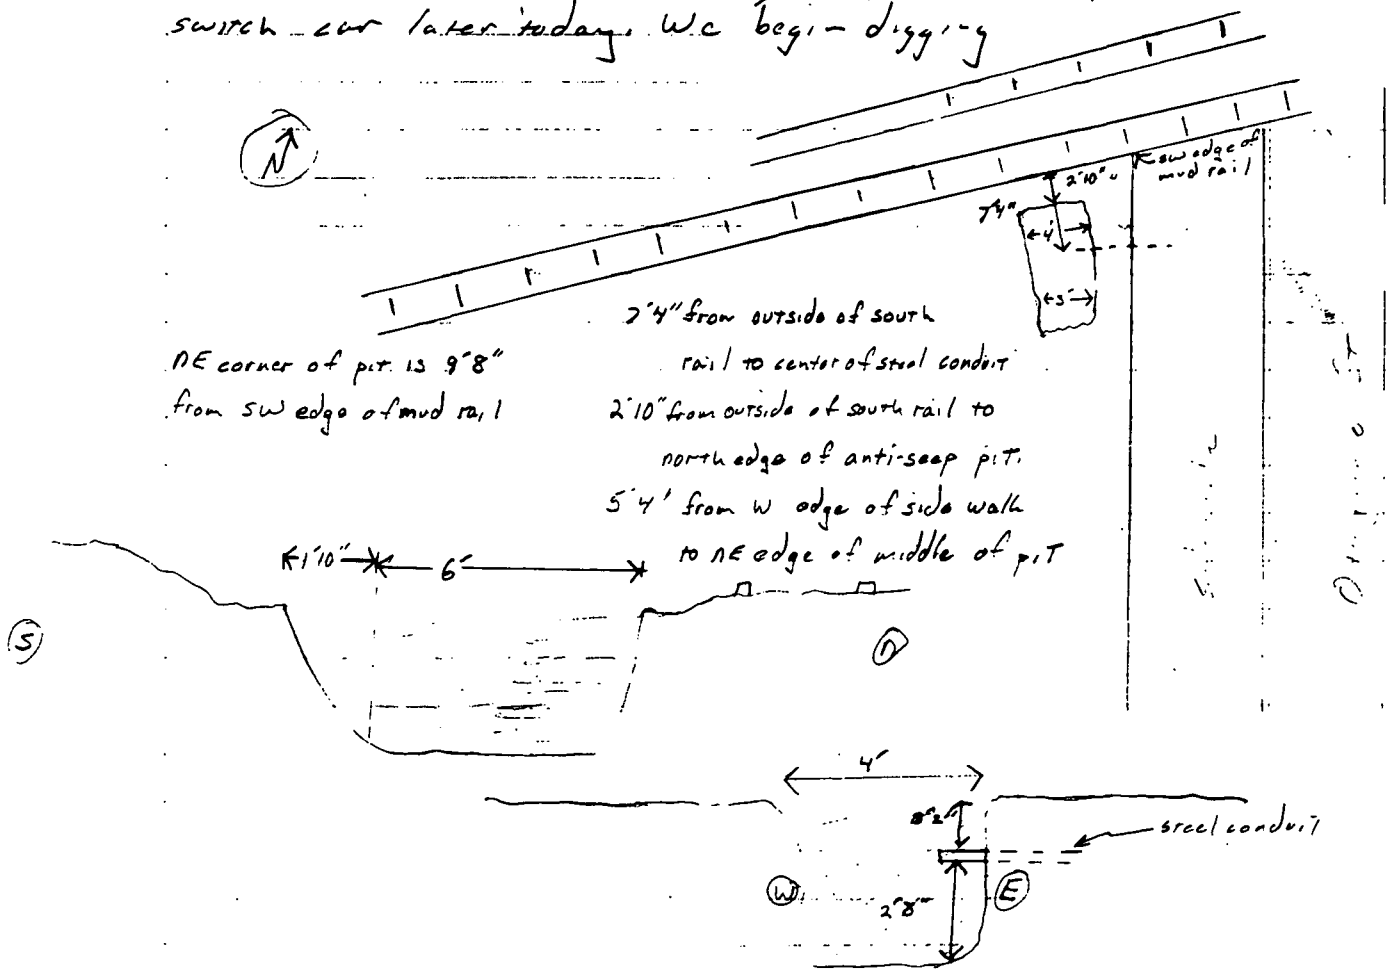 switch car later today. We begin digging
N
sw edge of
mud rail
2'10"
7'4"
4'
3'
7'4" from outside of south
rail to center of steel conduit
2'10" from outside of south rail to
north edge of anti-seep pit.
5'4' from W edge of side walk
to NE edge of middle of pit
NE corner of pit is 9'8"
from SW edge of mud rail
1'10"
6'
S
N
4'
steel conduit
W
E
2'8"